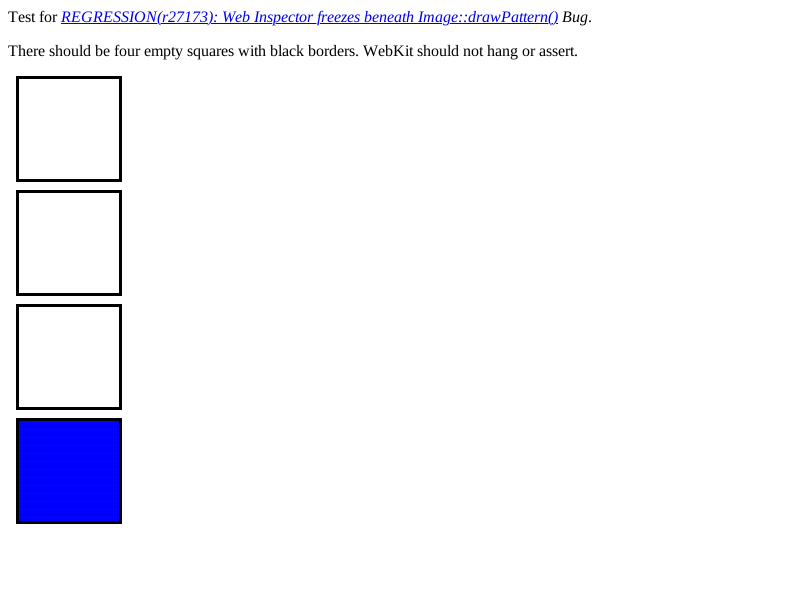 Test for REGRESSION(r27173): Web Inspector freezes beneath Image::drawPattern() Bug.
There should be four empty squares with black borders. WebKit should not hang or assert.